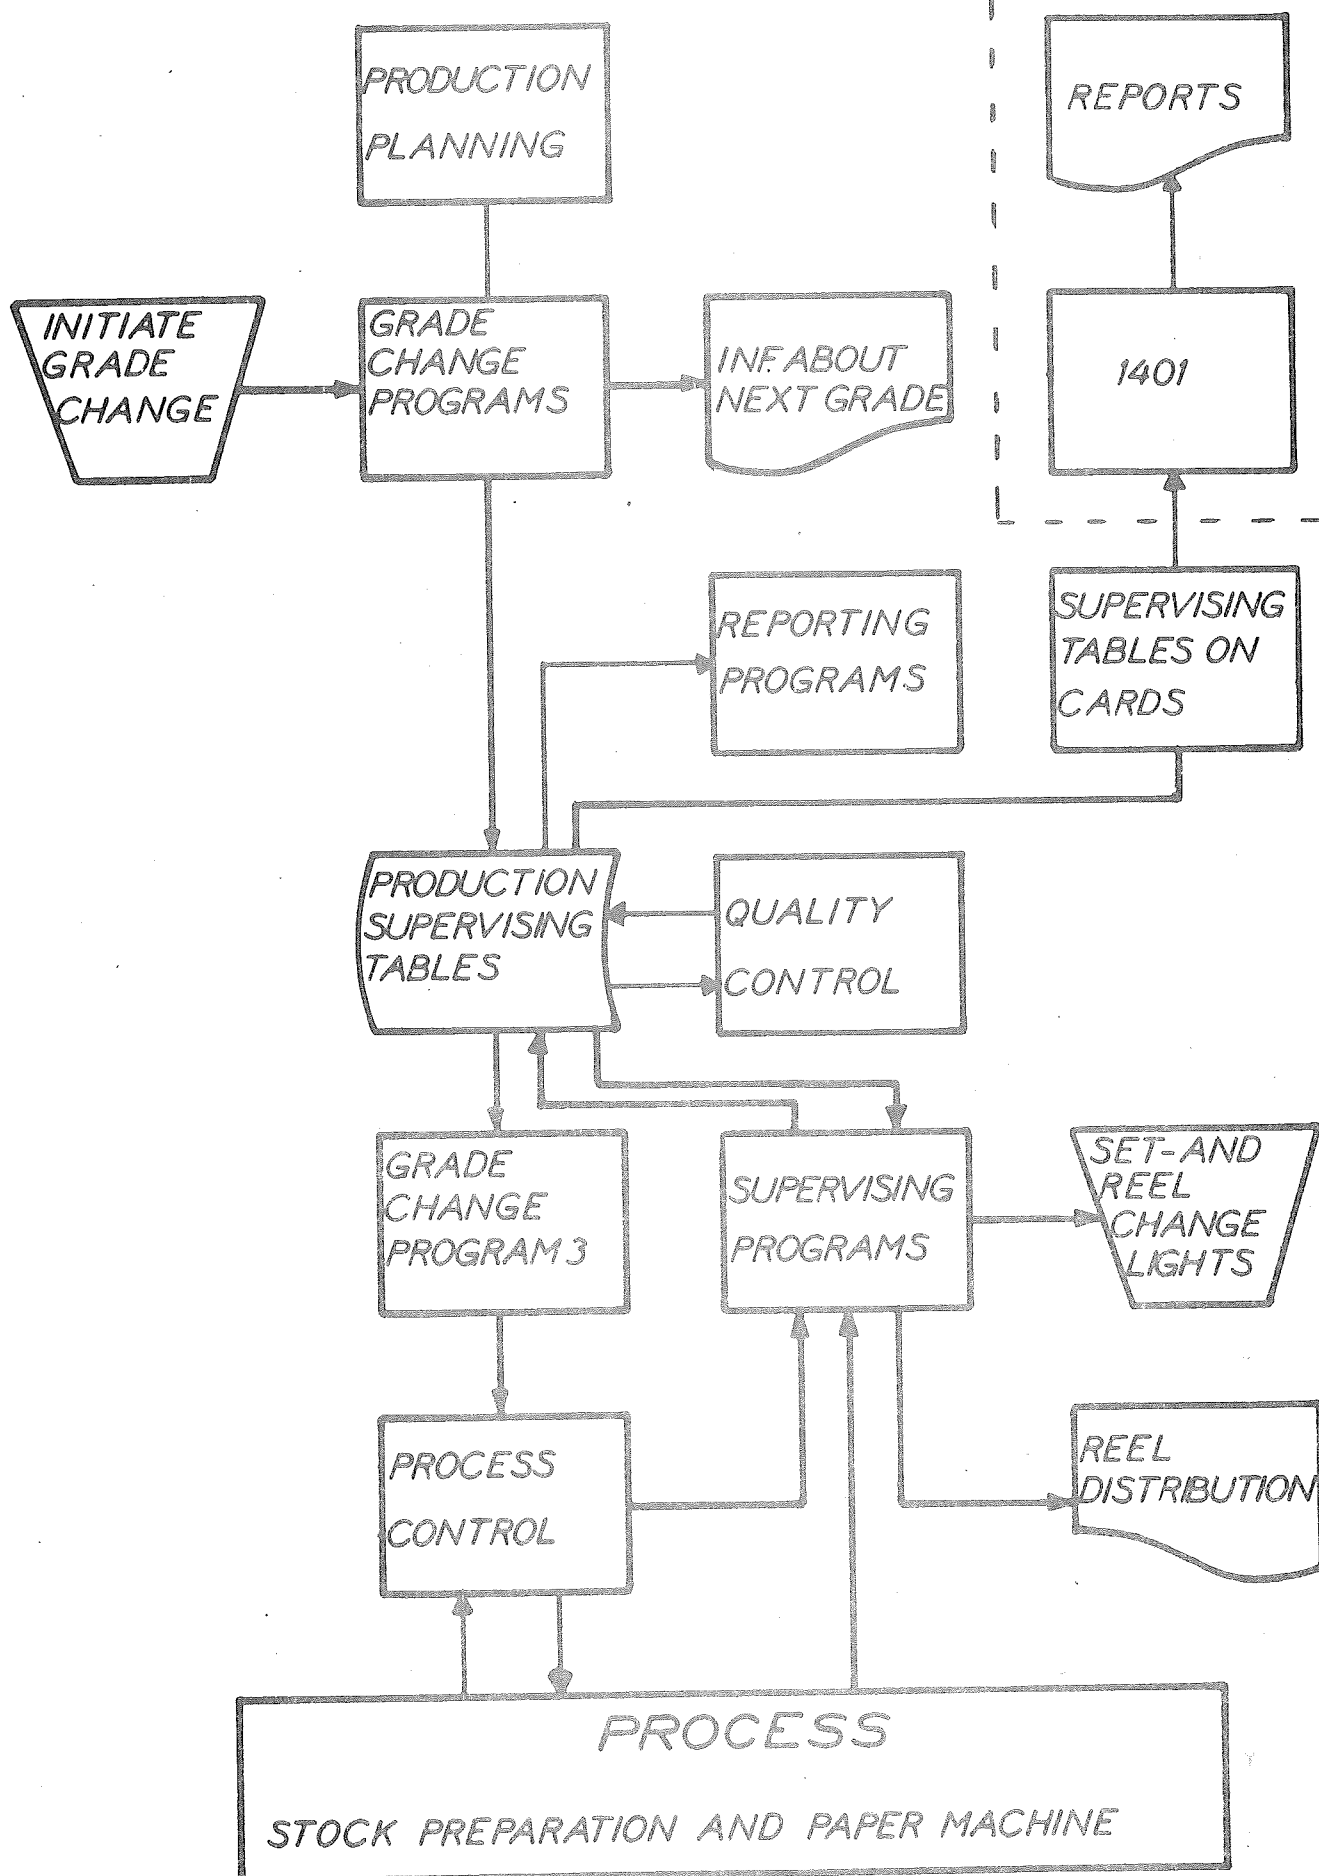 PRODUCTION
PLANNING
REPORTS
INITIATE
GRADE
CHANGE
GRADE
CHANGE
PROGRAMS
INF. ABOUT
NEXT GRADE
1401
REPORTING
PROGRAMS
SUPERVISING
TABLES ON
CARDS
PRODUCTION
SUPERVISING
TABLES
QUALITY
CONTROL
GRADE
CHANGE
PROGRAM 3
SUPERVISING
PROGRAMS
SET-AND
REEL
CHANGE
LIGHTS
PROCESS
CONTROL
REEL
DISTRIBUTION
PROCESS
STOCK PREPARATION AND PAPER MACHINE